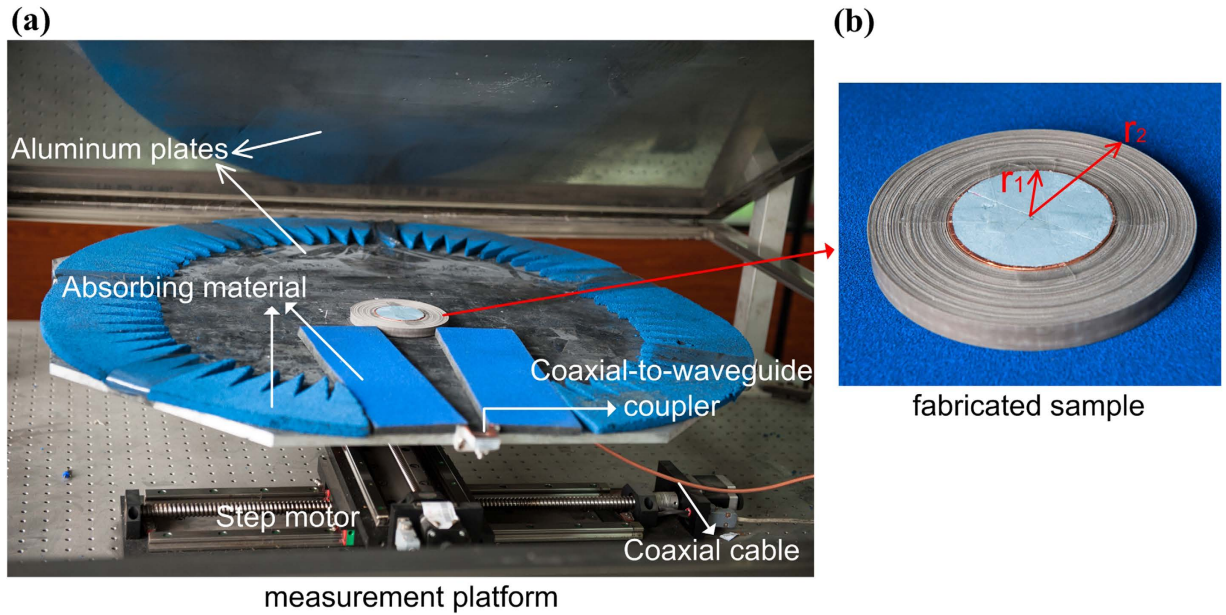 (a)
Aluminum plates
Absorbing material
Coaxial-to-waveguide
coupler
Step motor
Coaxial cable
measurement platform
(b)
r1
r2
fabricated sample